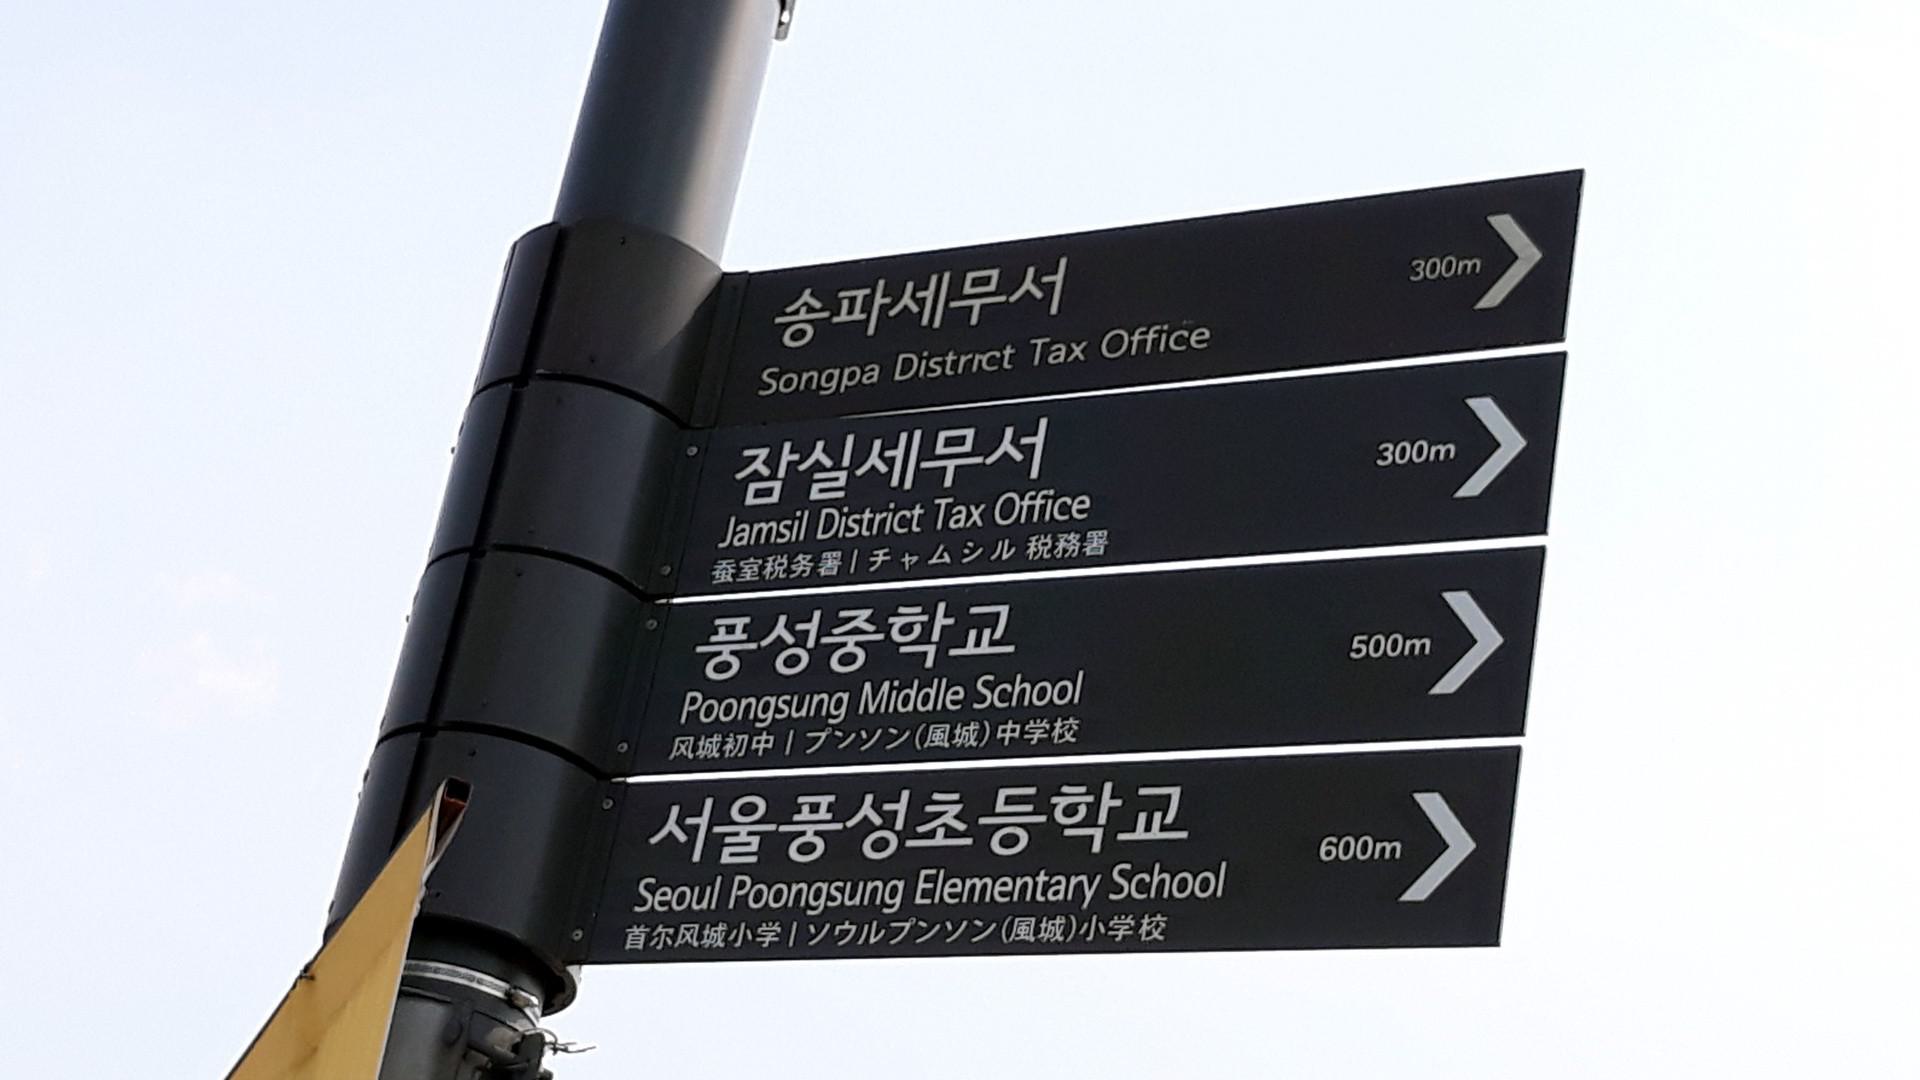 송파세무서
300m
Songpa District Tax Office
잠실세무서
300m
Jamsil District Tax Office
蚕室税务署 | チャムシル 税務署
풍성중학교
500m
Poongsung Middle School
风城初中 | プンソン(風城)中学校
서울풍성초등학교
600m
Seoul Poongsung Elementary School
首尔风城小学 | ソウルプンソン(風城)小学校